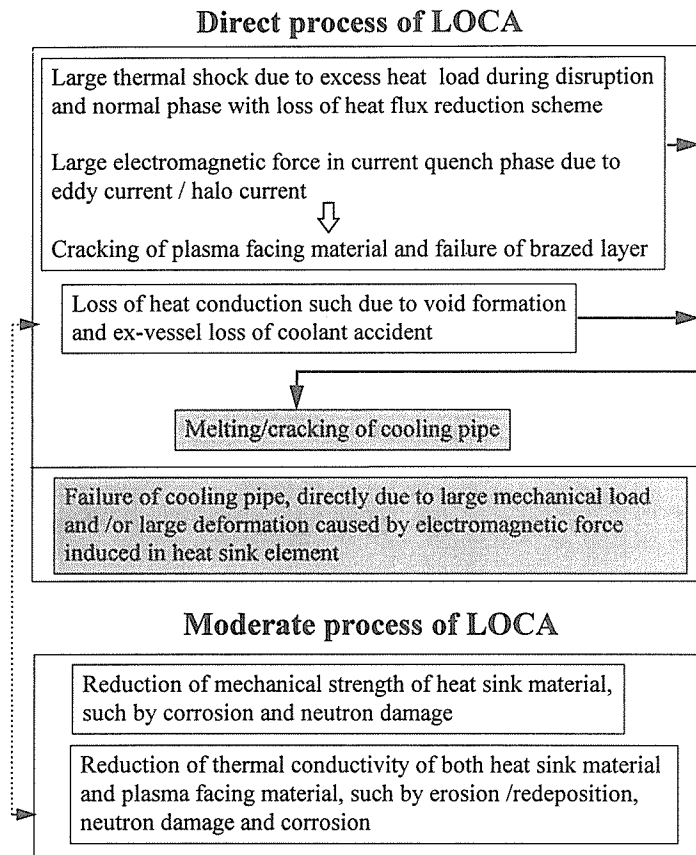 Direct process of LOCA
Large thermal shock due to excess heat load during disruption
and normal phase with loss of heat flux reduction scheme
Large electromagnetic force in current quench phase due to
eddy current / halo current
Cracking of plasma facing material and failure of brazed layer
Loss of heat conduction such due to void formation
and ex-vessel loss of coolant accident
Melting/cracking of cooling pipe
Failure of cooling pipe, directly due to large mechanical load
and /or large deformation caused by electromagnetic force
induced in heat sink element
Moderate process of LOCA
Reduction of mechanical strength of heat sink material,
such by corrosion and neutron damage
Reduction of thermal conductivity of both heat sink material
and plasma facing material, such by erosion /redeposition,
neutron damage and corrosion